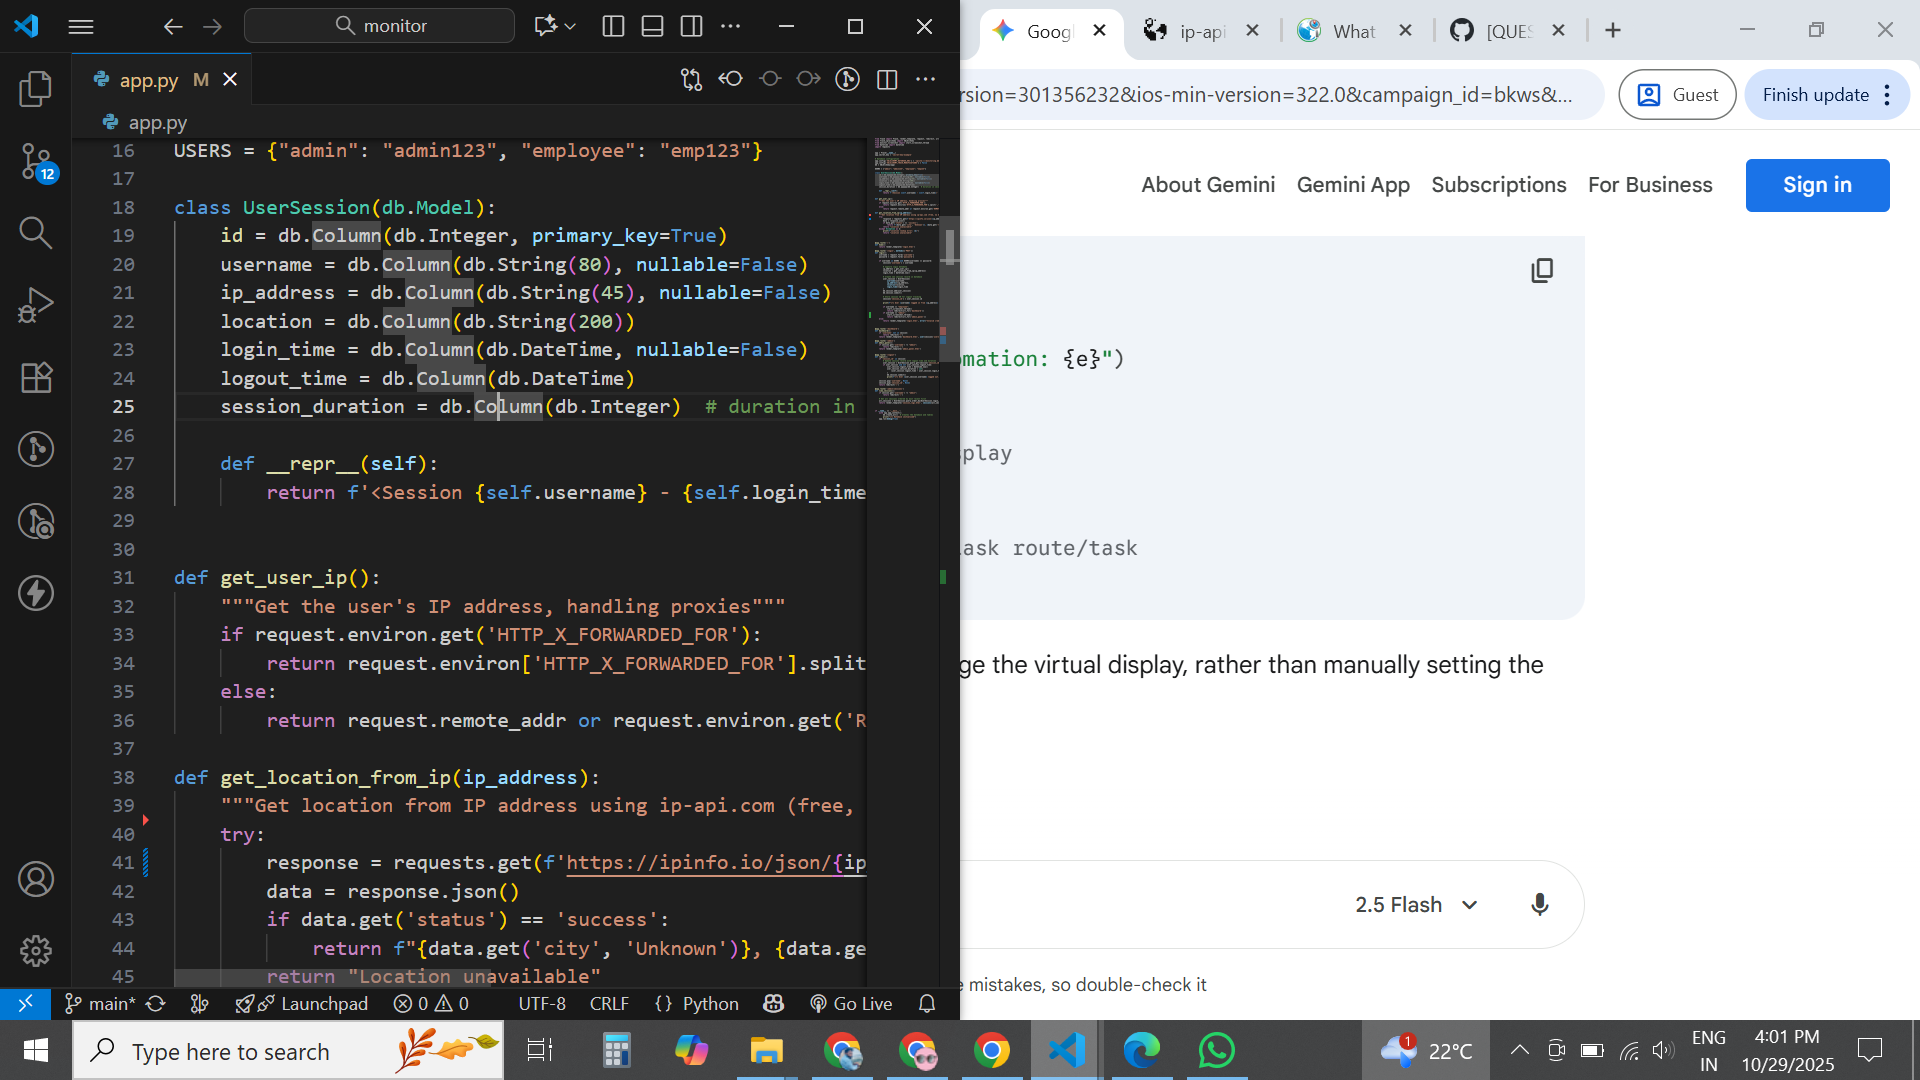 monitor
app.py M
app.py
16 USERS = {"admin": "admin123", "employee": "emp123"}
17
18 class UserSession(db.Model):
19 id = db.Column(db.Integer, primary_key=True)
20 username = db.Column(db.String(80), nullable=False)
21 ip_address = db.Column(db.String(45), nullable=False)
22 location = db.Column(db.String(200))
23 login_time = db.Column(db.DateTime, nullable=False)
24 logout_time = db.Column(db.DateTime)
25 session_duration = db.Column(db.Integer) # duration in
26
27 def __repr__(self):
28 return f'<Session {self.username} - {self.login_time
29
30
31 def get_user_ip():
32 """Get the user's IP address, handling proxies"""
33 if request.environ.get('HTTP_X_FORWARDED_FOR'):
34 return request.environ['HTTP_X_FORWARDED_FOR'].split
35 else:
36 return request.remote_addr or request.environ.get('R
37
38 def get_location_from_ip(ip_address):
39 """Get location from IP address using ip-api.com (free,
40 try:
41 response = requests.get(f'https://ipinfo.io/json/{ip
42 data = response.json()
43 if data.get('status') == 'success':
44 return f"{data.get('city', 'Unknown')}, {data.ge
45 return "Location unavailable"
12
main* Launchpad 0 0 UTF-8 CRLF {} Python Go Live
Googl ip-api What [QUES
rsion=301356232&ios-min-version=322.0&campaign_id=bkws&... Guest Finish update
About Gemini Gemini App Subscriptions For Business Sign in
omation: {e}")
splay
ask route/task
ge the virtual display, rather than manually setting the
2.5 Flash
e mistakes, so double-check it
Type here to search
1 22°C
ENG IN
4:01 PM
10/29/2025